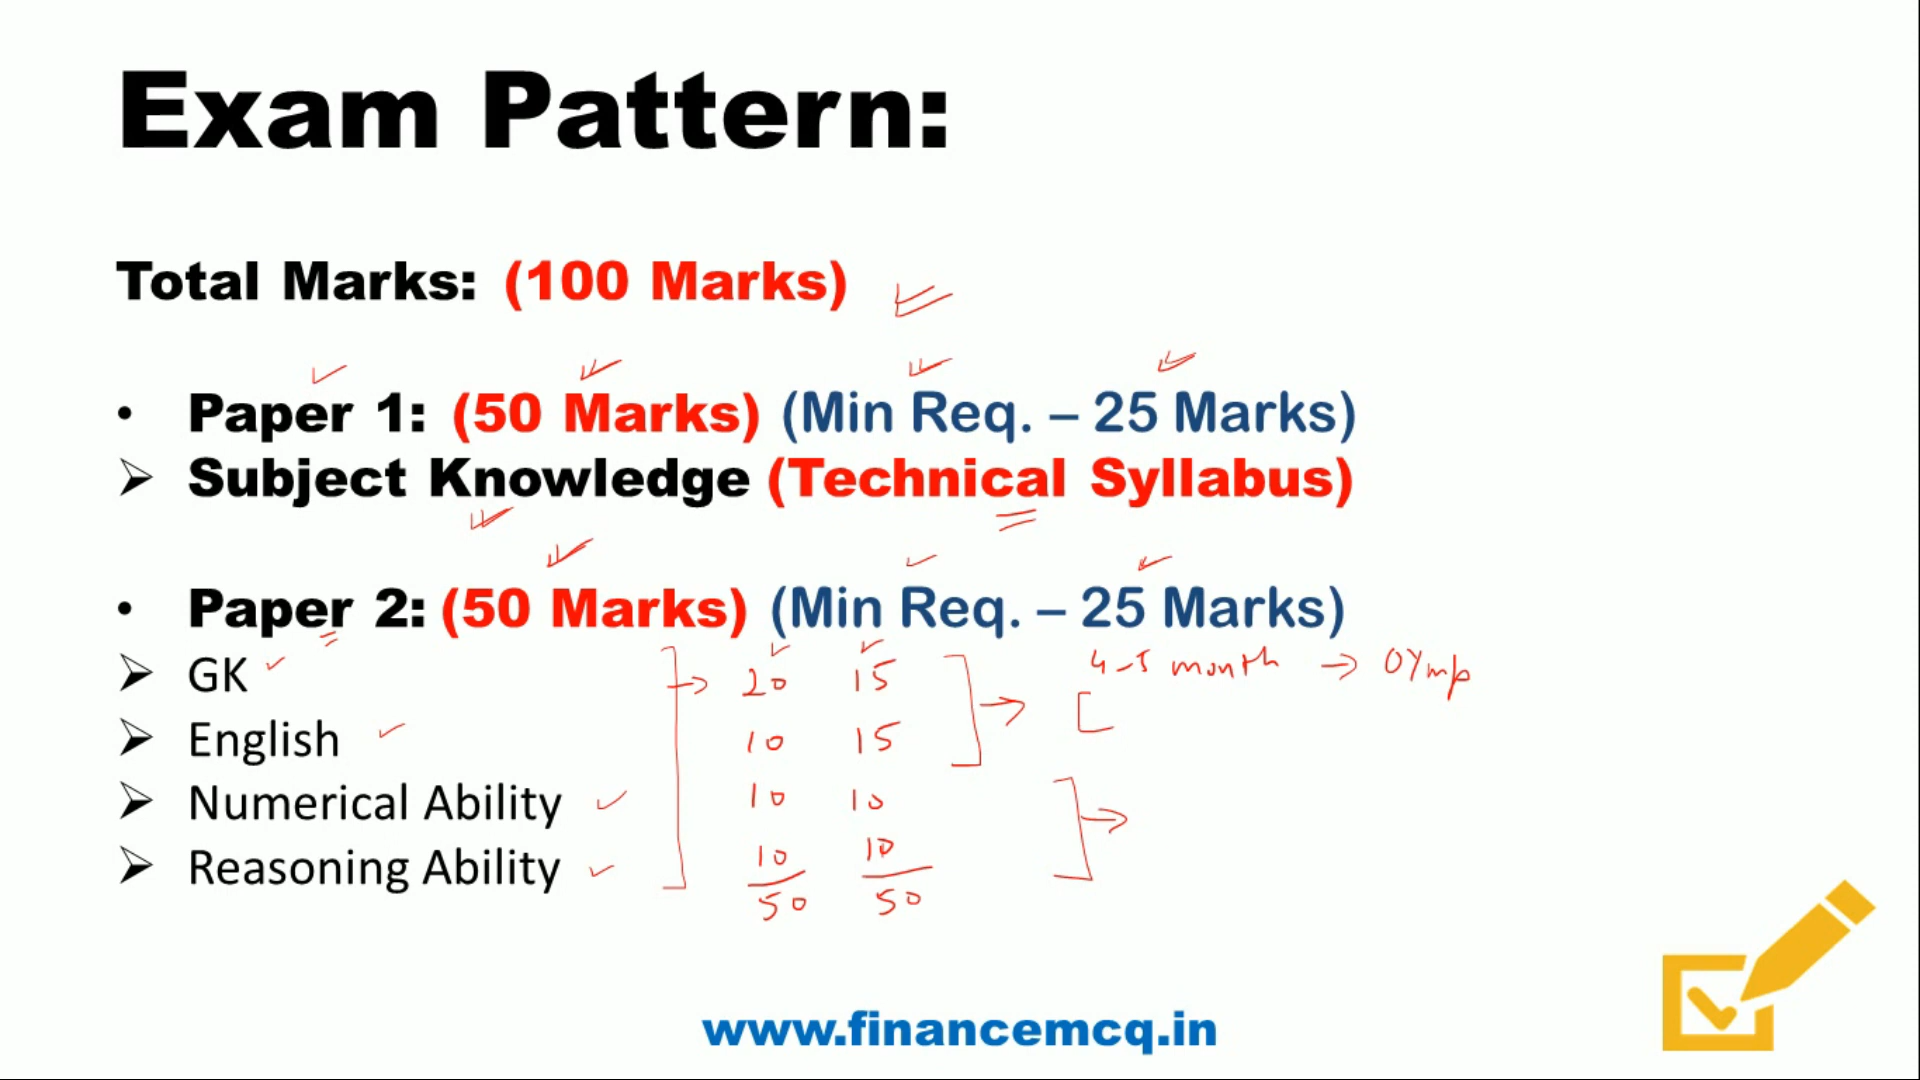 Exam Pattern:
Total Marks: (100 Marks)
• Paper 1: (50 Marks) (Min Req. – 25 Marks)
➢ Subject Knowledge (Technical Syllabus)
• Paper 2: (50 Marks) (Min Req. – 25 Marks)
➢ GK → 20 15 → 4-5 month → OYmp
➢ English 10 15
➢ Numerical Ability 10 10 →
➢ Reasoning Ability 10 10
50 50
www.financemcq.in